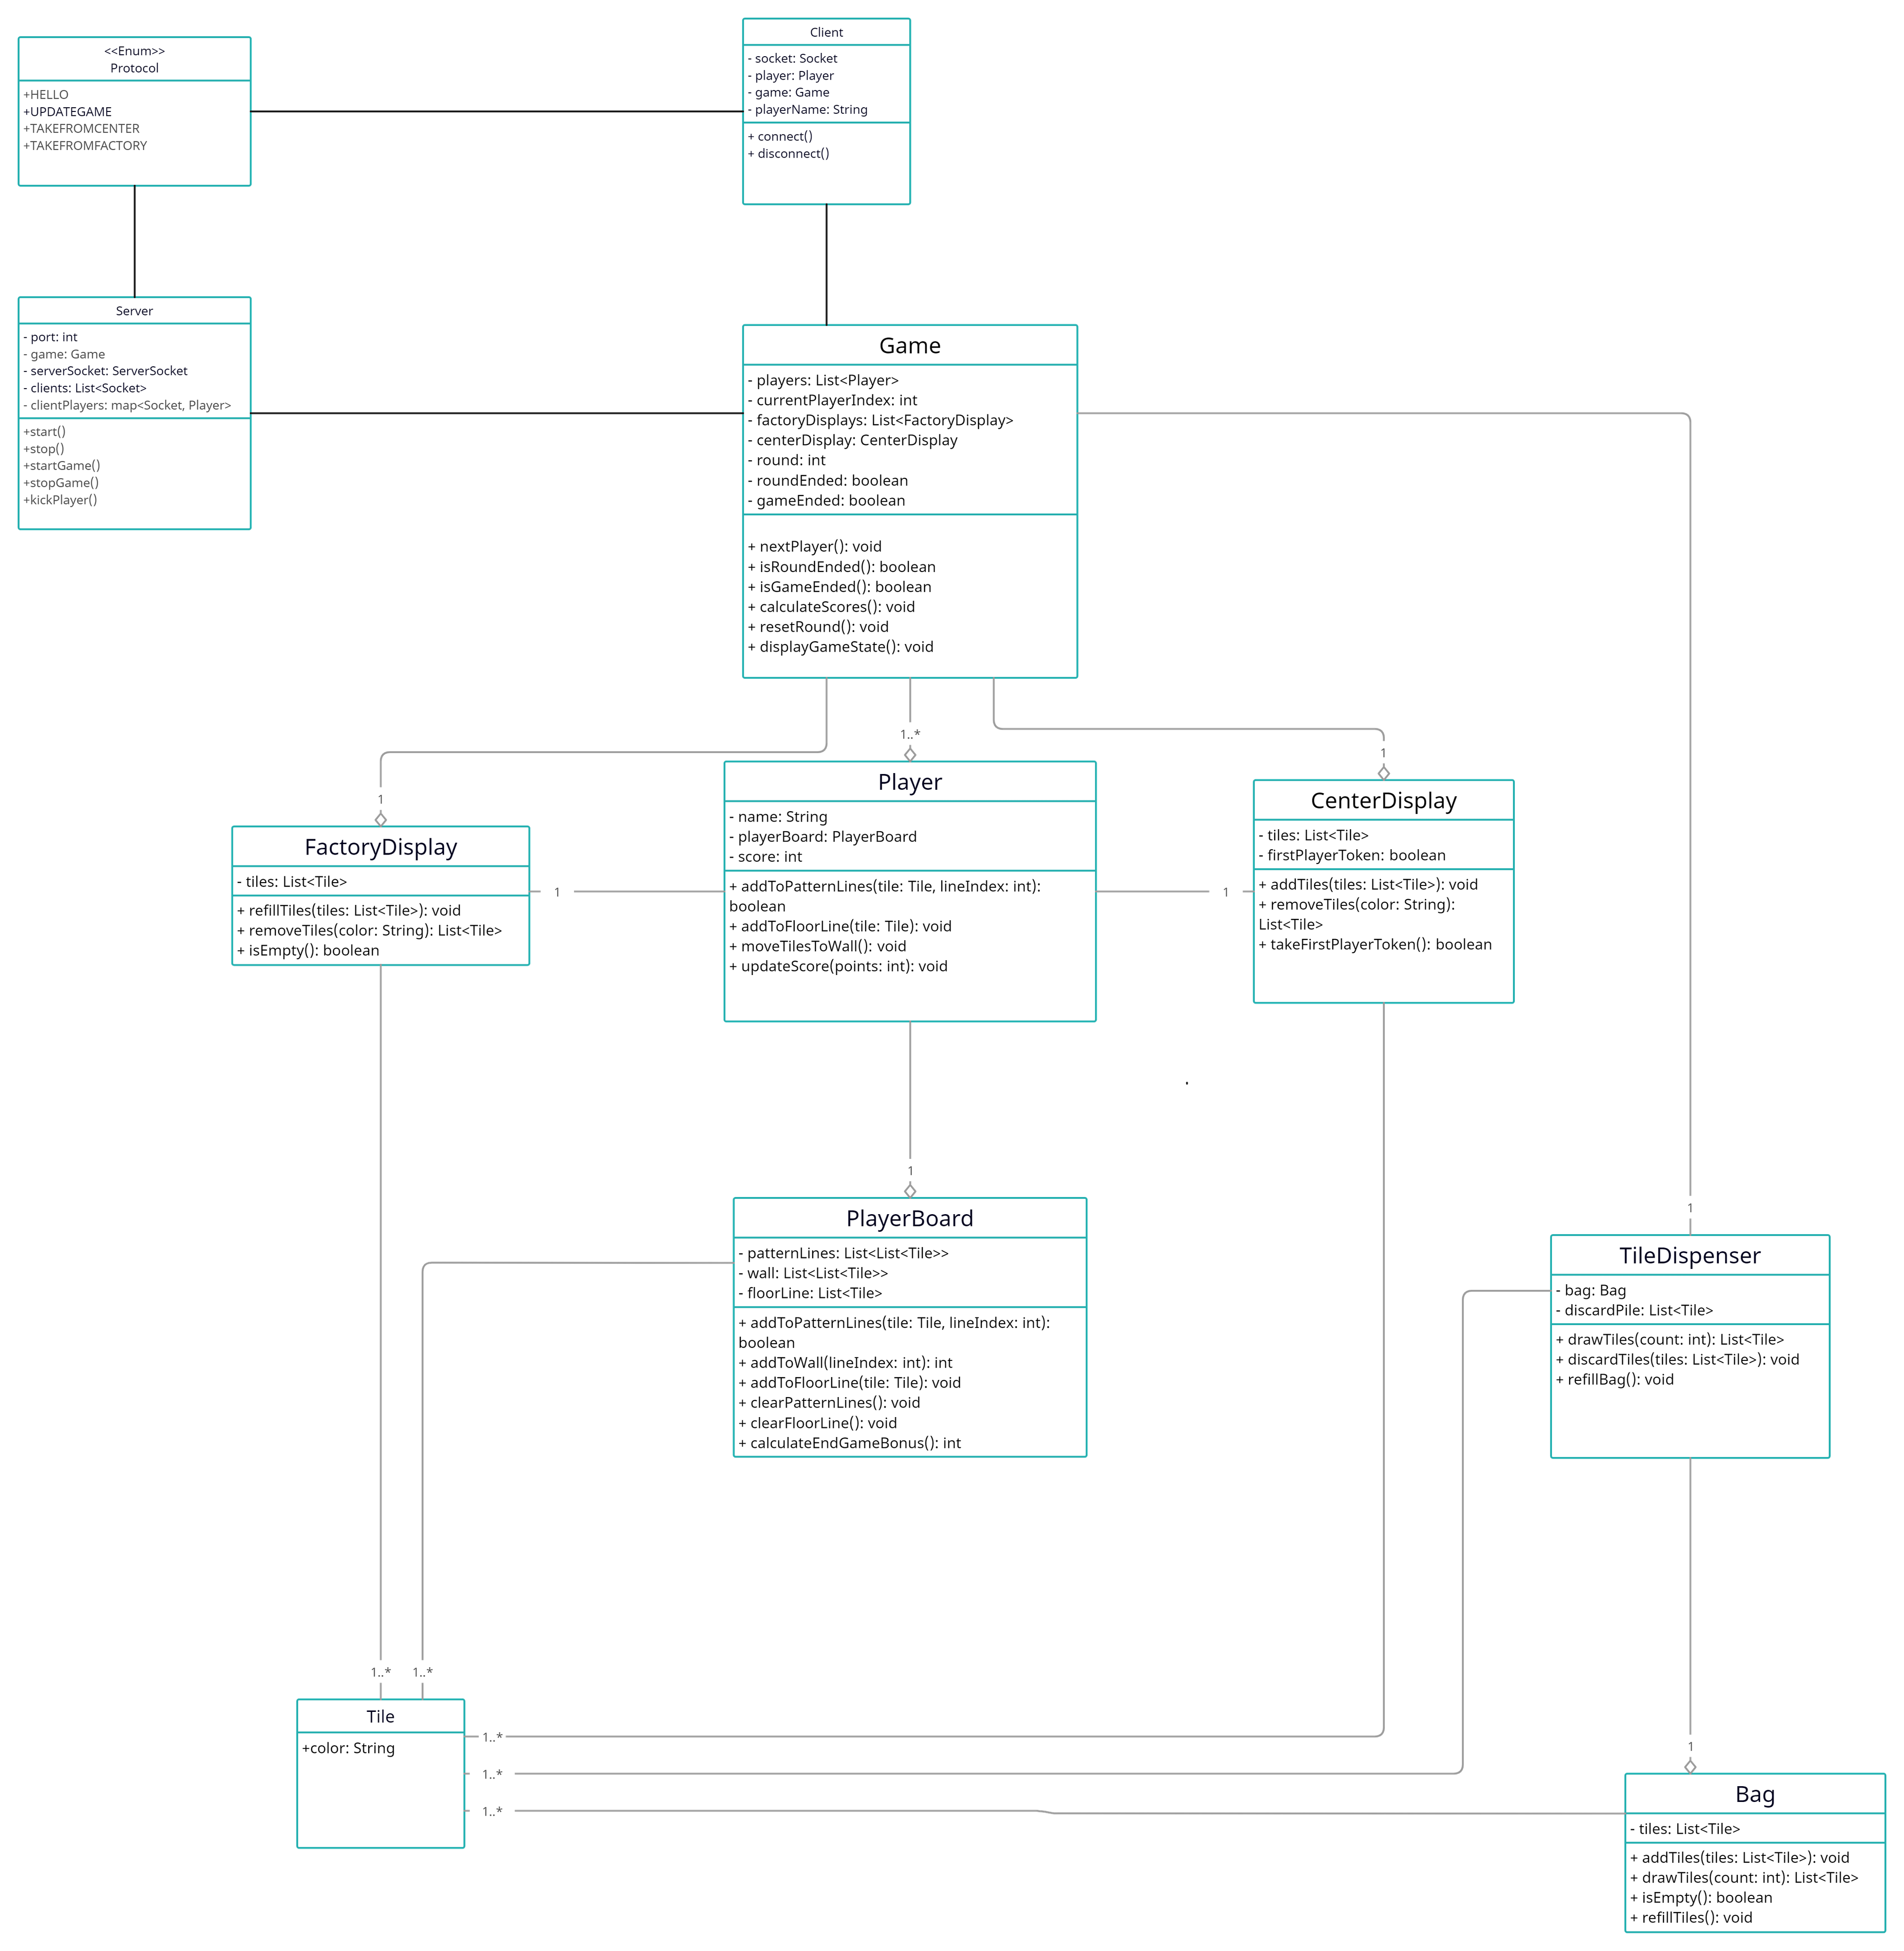 <<Enum>>
Protocol
+HELLO
+UPDATEGAME
+TAKEFROMCENTER
+TAKEFROMFACTORY
Client
- socket: Socket
- player: Player
- game: Game
- playerName: String
+ connect()
+ disconnect()
Server
- port: int
- game: Game
- serverSocket: ServerSocket
- clients: List<Socket>
- clientPlayers: map<Socket, Player>
+start()
+stop()
+startGame()
+stopGame()
+kickPlayer()
Game
- players: List<Player>
- currentPlayerIndex: int
- factoryDisplays: List<FactoryDisplay>
- centerDisplay: CenterDisplay
- round: int
- roundEnded: boolean
- gameEnded: boolean
+ nextPlayer(): void
+ isRoundEnded(): boolean
+ isGameEnded(): boolean
+ calculateScores(): void
+ resetRound(): void
+ displayGameState(): void
1..*
1
1
FactoryDisplay
- tiles: List<Tile>
+ refillTiles(tiles: List<Tile>): void
+ removeTiles(color: String): List<Tile>
+ isEmpty(): boolean
1
Player
- name: String
- playerBoard: PlayerBoard
- score: int
+ addToPatternLines(tile: Tile, lineIndex: int):
boolean
+ addToFloorLine(tile: Tile): void
+ moveTilesToWall(): void
+ updateScore(points: int): void
1
CenterDisplay
- tiles: List<Tile>
- firstPlayerToken: boolean
+ addTiles(tiles: List<Tile>): void
+ removeTiles(color: String):
List<Tile>
+ takeFirstPlayerToken(): boolean
.
1
PlayerBoard
- patternLines: List<List<Tile>>
- wall: List<List<Tile>>
- floorLine: List<Tile>
+ addToPatternLines(tile: Tile, lineIndex: int):
boolean
+ addToWall(lineIndex: int): int
+ addToFloorLine(tile: Tile): void
+ clearPatternLines(): void
+ clearFloorLine(): void
+ calculateEndGameBonus(): int
1
TileDispenser
- bag: Bag
- discardPile: List<Tile>
+ drawTiles(count: int): List<Tile>
+ discardTiles(tiles: List<Tile>): void
+ refillBag(): void
1..*
1..*
Tile
+color: String
1..*
1..*
1..*
1
Bag
- tiles: List<Tile>
+ addTiles(tiles: List<Tile>): void
+ drawTiles(count: int): List<Tile>
+ isEmpty(): boolean
+ refillTiles(): void